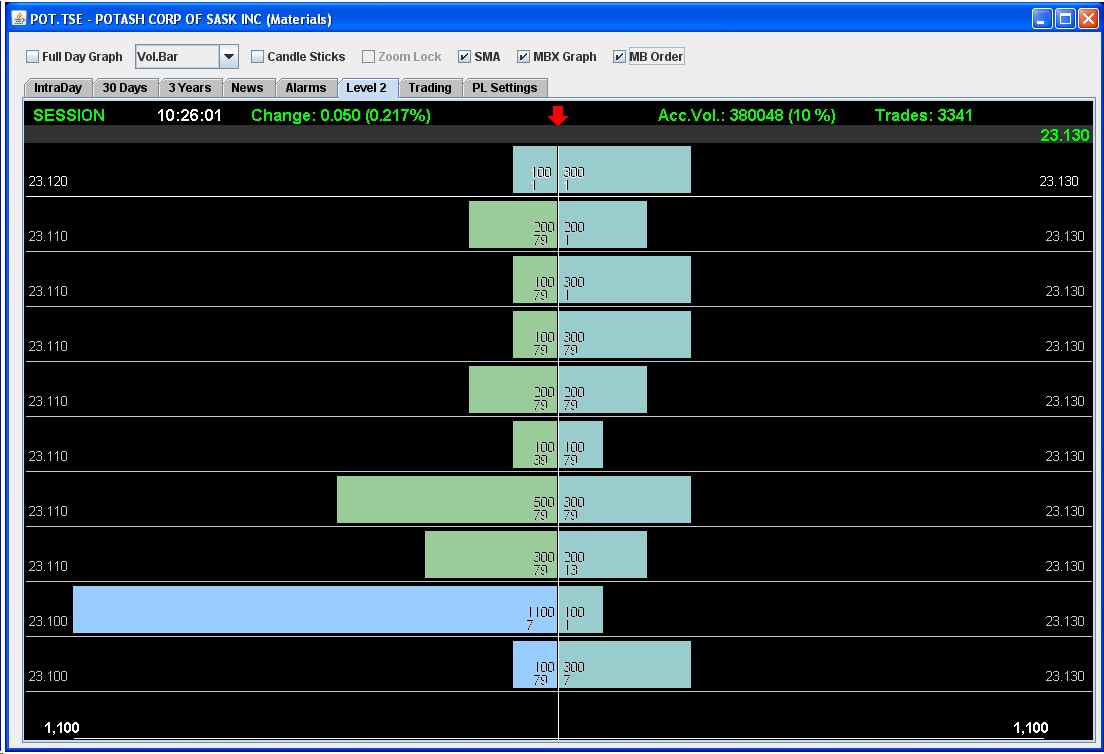 POT.TSE - POTASH CORP OF SASK INC (Materials)
Full Day Graph Vol.Bar Candle Sticks Zoom Lock SMA MBX Graph MB Order
IntraDay 30 Days 3 Years News Alarms Level 2 Trading PL Settings
SESSION 10:26:01 Change: 0.050 (0.217%) Acc.Vol.: 380048 (10 %) Trades: 3341
23.130
100 300
23.120 1 1 23.130
200 200
23.110 79 1 23.130
100 300
23.110 79 1 23.130
100 300
23.110 79 79 23.130
200 200
23.110 79 79 23.130
100 100
23.110 39 79 23.130
500 300
23.110 79 79 23.130
300 200
23.110 79 13 23.130
1100 100
23.100 7 1 23.130
100 300
23.100 79 7 23.130
1,100 1,100